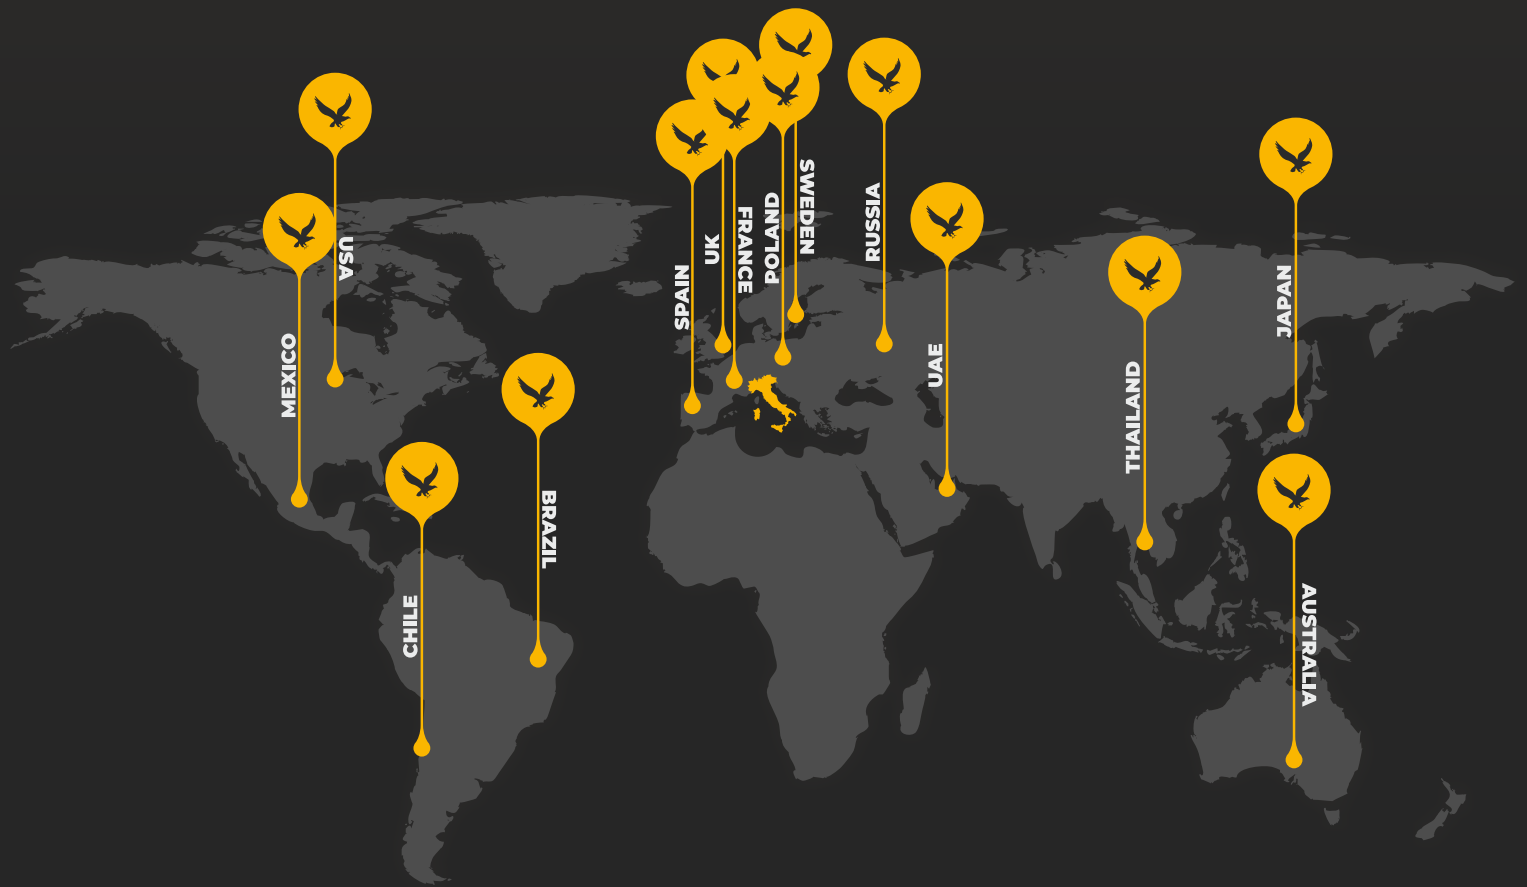 USA
MEXICO
CHILE
BRAZIL
SPAIN
UK
FRANCE
POLAND
SWEDEN
RUSSIA
UAE
THAILAND
JAPAN
AUSTRALIA